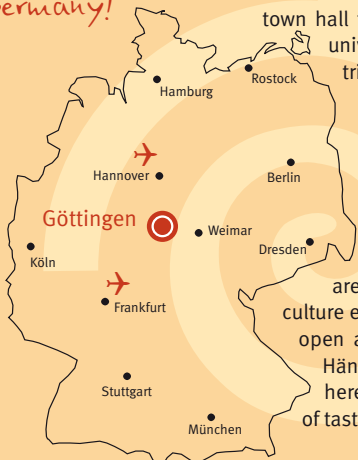 Germany!
town hall
univ
tri
Hamburg
Rostock
Hannover
Berlin
Göttingen
Weimar
Köln
Dresden
Frankfurt
are
culture e
open a
Hän
here
of tast
Stuttgart
München